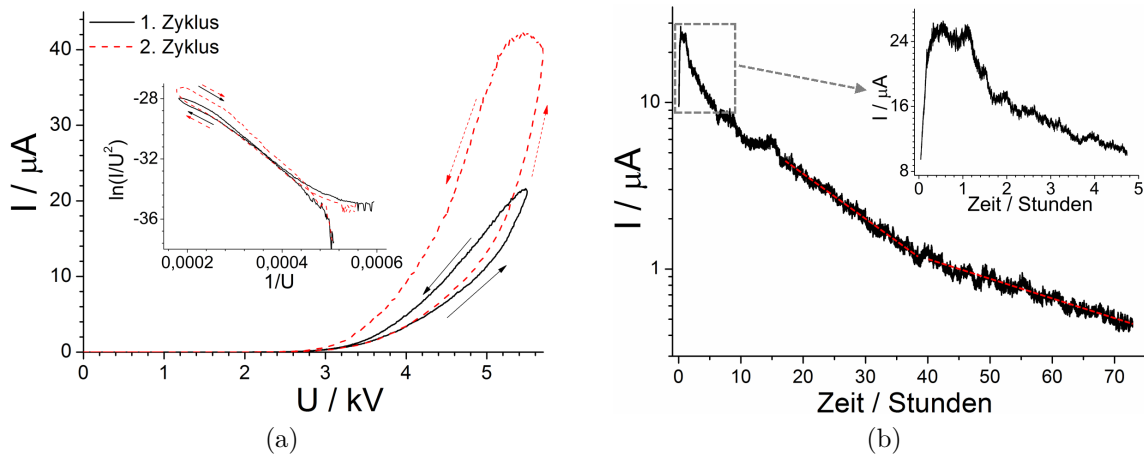 1. Zyklus
2. Zyklus
I / µA
40
30
20
10
0
0 1 2 3 4 5
U / kV
ln(I/U²)
-28
-32
-36
0,0002 0,0004 0,0006
1/U
(a)
I / µA
10
1
0 10 20 30 40 50 60 70
Zeit / Stunden
I / µA
24
16
8
0 1 2 3 4 5
Zeit / Stunden
(b)